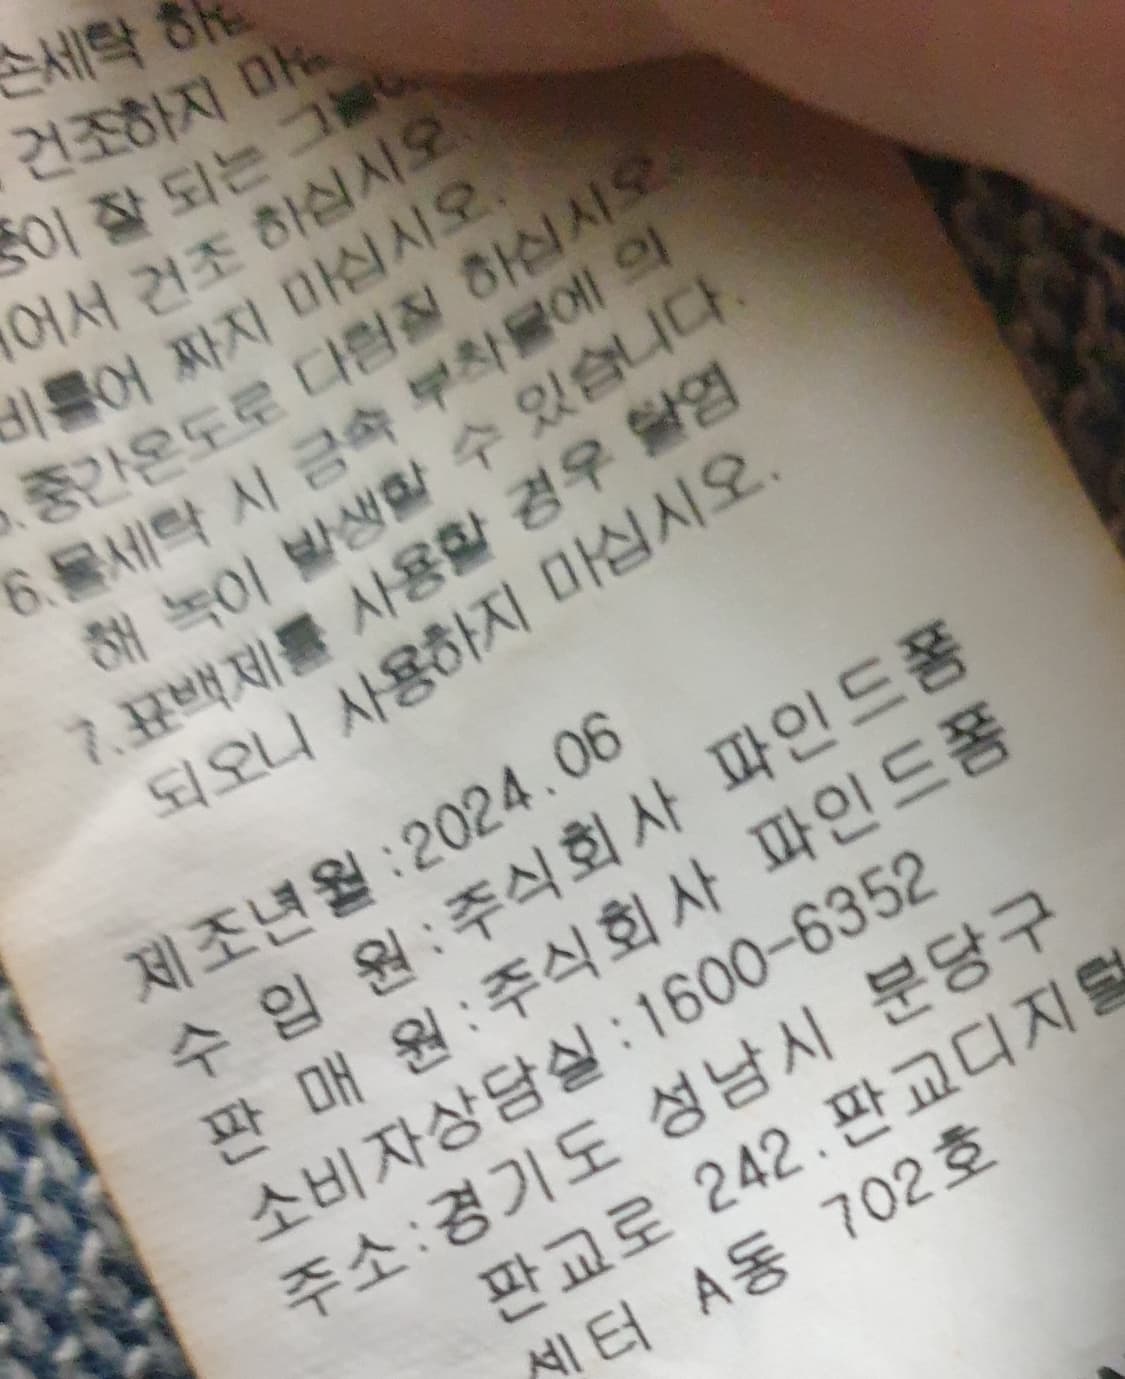 손세탁
건조하지
잘 되는
어서 건조 하십시오.
비틀어 짜지 마십시오.
중간온도로 다림질 하십시오.
6.물세탁 시 금속 부착물에 의
해 녹이 발생할 수 있습니다.
7.표백제를 사용할 경우 탈염
되오니 사용하지 마십시오.
제조년월:2024.06
수 입 원:주식회사 파인드폼
판 매 원:주식회사 파인드폼
소비자상담실:1600-6352
주소:경기도 성남시 분당구
판교로 242.판교디지털
세터 A동 702호